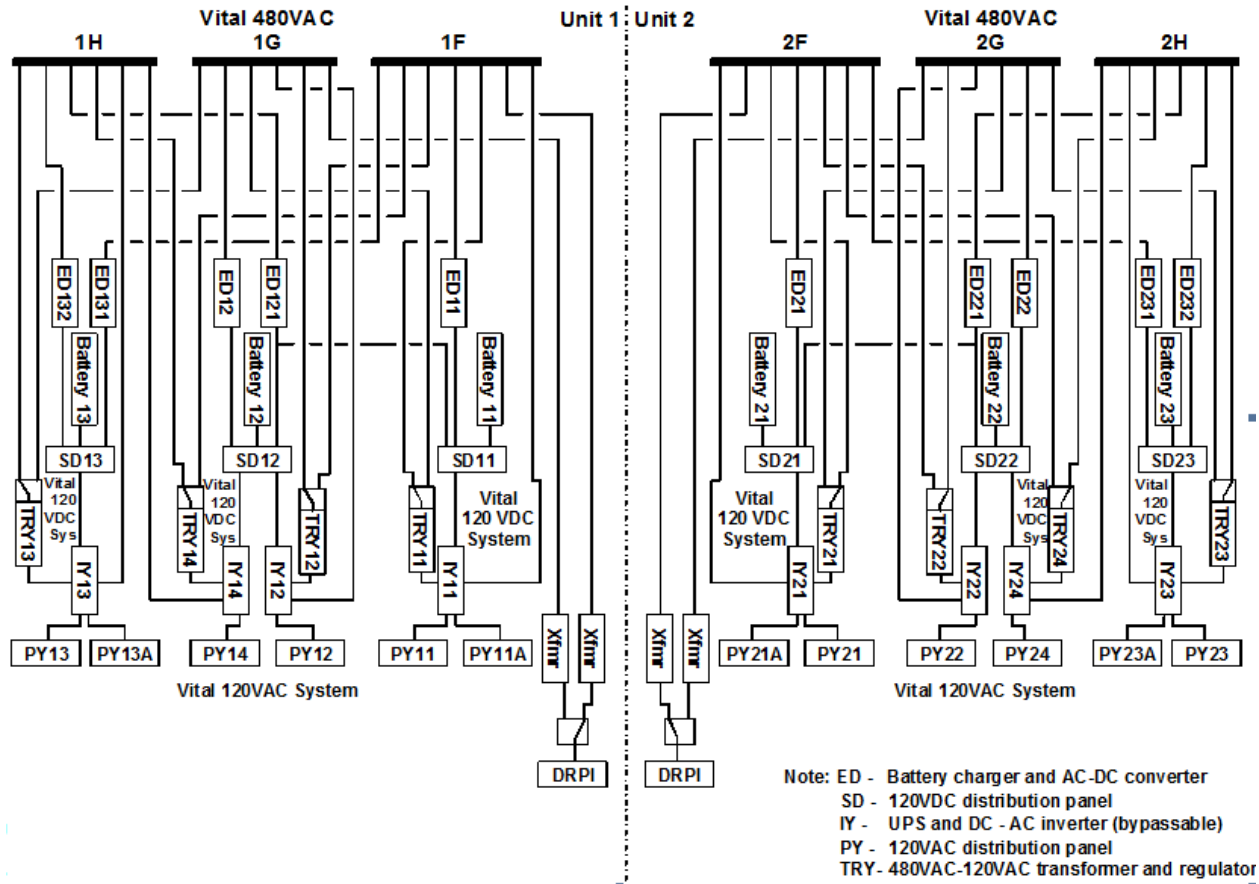 Vital 480VAC Unit 1 Unit 2 Vital 480VAC
1H 1G 1F 2F 2G 2H
ED132 ED131 ED12 ED121 ED11 ED21 ED221 ED22 ED231 ED232
Battery 13 Battery 12 Battery 11 Battery 21 Battery 22 Battery 23
SD13 SD12 SD11 SD21 SD22 SD23
Vital Vital Vital Vital Vital Vital
120 120 120 VDC 120 VDC 120 120
VDC VDC System System VDC VDC
Sys Sys Sys Sys
TRY13 TRY14 TRY12 TRY11 TRY21 TRY22 TRY24 TRY23
IY13 IY14 IY12 IY11 IY21 IY22 IY24 IY23
Xfmr Xfmr Xfmr Xfmr
PY13 PY13A PY14 PY12 PY11 PY11A PY21A PY21 PY22 PY24 PY23A PY23
Vital 120VAC System Vital 120VAC System
DRPI DRPI
Note: ED - Battery charger and AC-DC converter
SD - 120VDC distribution panel
IY - UPS and DC - AC inverter (bypassable)
PY - 120VAC distribution panel
TRY- 480VAC-120VAC transformer and regulator